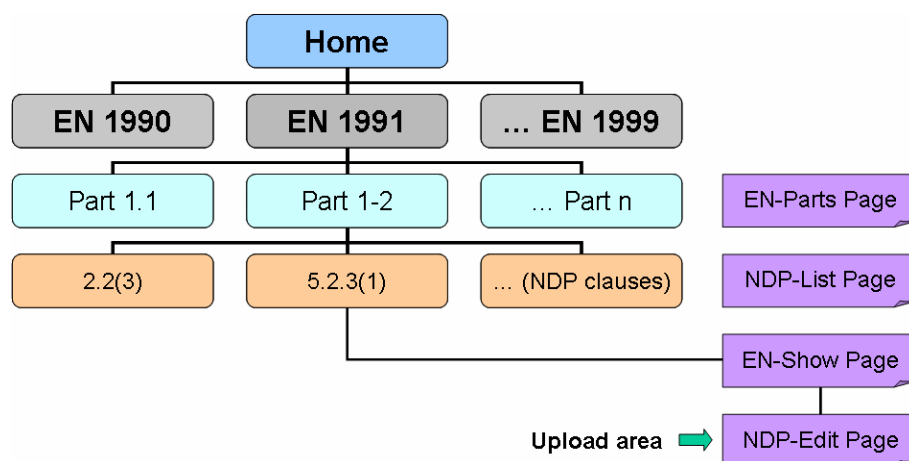 Home
EN 1990
EN 1991
... EN 1999
Part 1.1
Part 1-2
... Part n
EN-Parts Page
2.2(3)
5.2.3(1)
... (NDP clauses)
NDP-List Page
EN-Show Page
Upload area
NDP-Edit Page